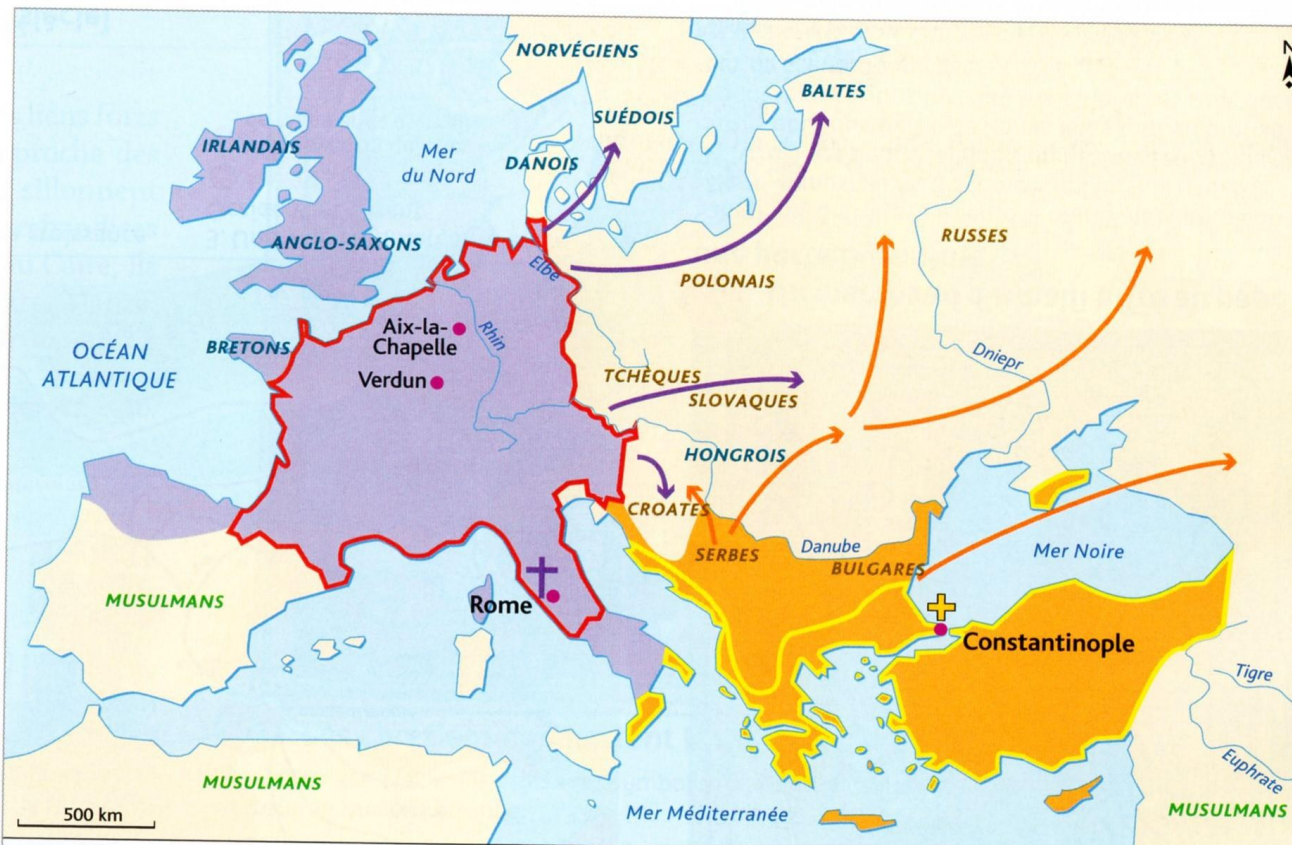 N
NORVÉGIENS
BALTES
SUÉDOIS
IRLANDAIS
Mer
du Nord
DANOIS
RUSSES
ANGLO-SAXONS
Elbe
POLONAIS
Aix-la-
Chapelle
Rhin
BRETONS
OCÉAN
ATLANTIQUE
Verdun
Dniepr
TCHÈQUES
SLOVAQUES
HONGROIS
CROATES
SERBES
Danube
BULGARES
Mer Noire
MUSULMANS
Rome
Constantinople
Tigre
Euphrate
MUSULMANS
MUSULMANS
Mer Méditerranée
500 km